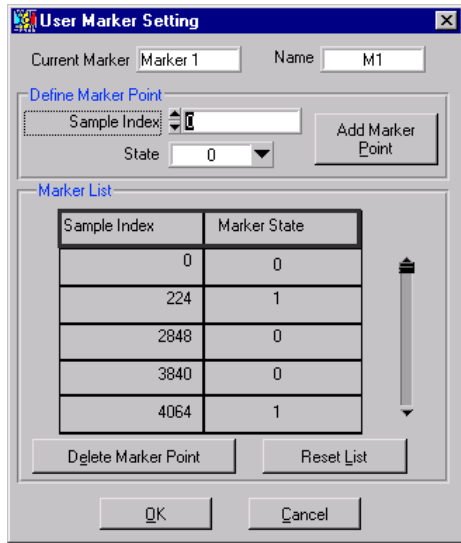 User Marker Setting
Current Marker Marker 1 Name M1
Define Marker Point
Sample Index 0
State 0
Add Marker
Point
Marker List
Sample Index Marker State
0 0
224 1
2848 0
3840 0
4064 1
Delete Marker Point Reset List
OK Cancel